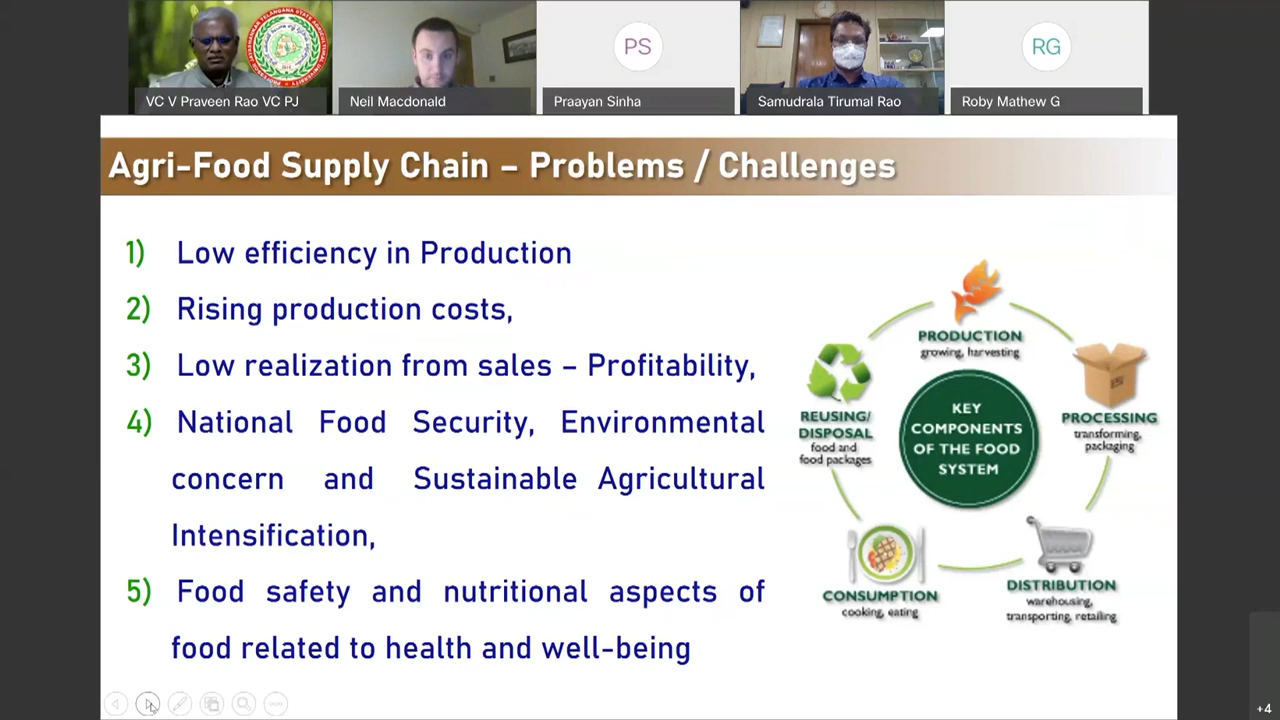 VC V Praveen Rao VC PJ
Neil Macdonald
PS
Praayan Sinha
Samudrala Tirumal Rao
RG
Roby Mathew G
Agri-Food Supply Chain – Problems / Challenges
1) Low efficiency in Production
2) Rising production costs,
3) Low realization from sales – Profitability,
4) National Food Security, Environmental
concern and Sustainable Agricultural
Intensification,
5) Food safety and nutritional aspects of
food related to health and well-being
PRODUCTION
growing, harvesting
PROCESSING
transforming,
packaging
DISTRIBUTION
warehousing,
transporting, retailing
CONSUMPTION
cooking, eating
REUSING/
DISPOSAL
food and
food packages
KEY
COMPONENTS
OF THE FOOD
SYSTEM
+4